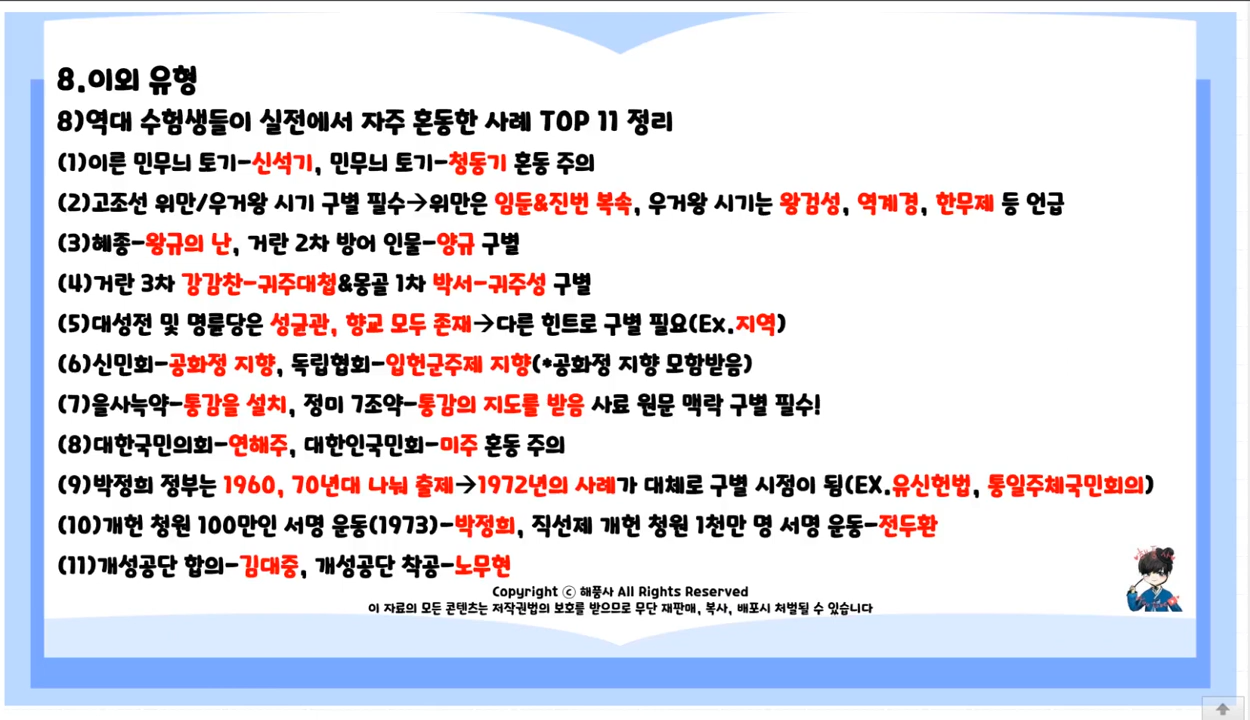 8.이외 유형
8)역대 수험생들이 실전에서 자주 혼동한 사례 TOP 11 정리
(1)이른 민무늬 토기-신석기, 민무늬 토기-청동기 혼동 주의
(2)고조선 위만/우거왕 시기 구별 필수→위만은 임둔&진번 복속, 우거왕 시기는 왕검성, 역계경, 한무제 등 언급
(3)혜종-왕규의 난, 거란 2차 방어 인물-양규 구별
(4)거란 3차 강감찬-귀주대첩&몽골 1차 박서-귀주성 구별
(5)대성전 및 명륜당은 성균관, 향교 모두 존재→다른 힌트로 구별 필요(Ex.지역)
(6)신민회-공화정 지향, 독립협회-입헌군주제 지향(*공화정 지향 모함받음)
(7)을사늑약-통감을 설치, 정미 7조약-통감의 지도를 받음 사료 원문 맥락 구별 필수!
(8)대한국민의회-연해주, 대한인국민회-미주 혼동 주의
(9)박정희 정부는 1960, 70년대 나눠 출제→1972년의 사례가 대체로 구별 시점이 됨(EX.유신헌법, 통일주체국민회의)
(10)개헌 청원 100만인 서명 운동(1973)-박정희, 직선제 개헌 청원 1천만 명 서명 운동-전두환
(11)개성공단 합의-김대중, 개성공단 착공-노무현
Copyright ⓒ 해풍사 All Rights Reserved
이 자료의 모든 콘텐츠는 저작권법의 보호를 받으므로 무단 재판매, 복사, 배포시 처벌될 수 있습니다